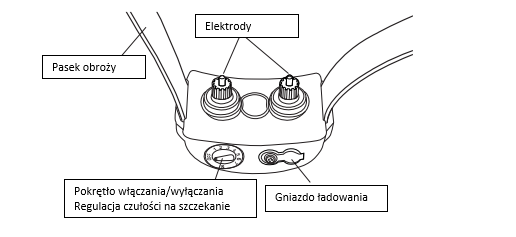 Elektrody
Pasek obroży
Pokrętło włączania/wyłączania
Regulacja czułości na szczekanie
Gniazdo ładowania